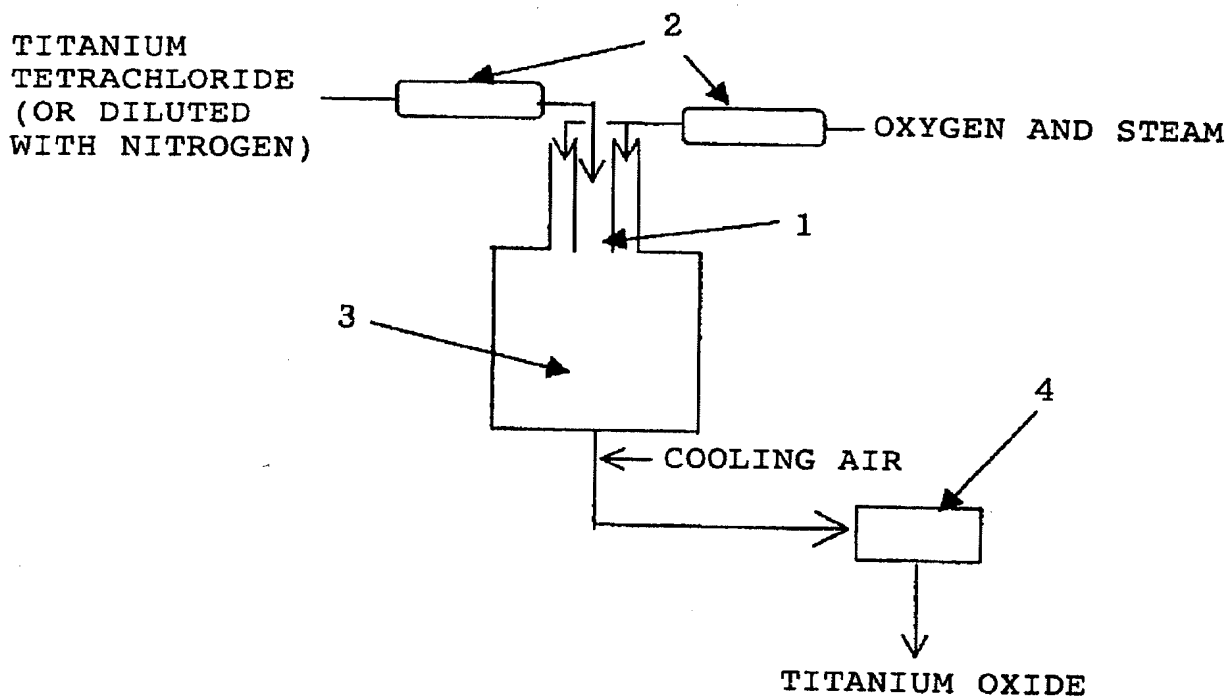 2
TITANIUM
TETRACHLORIDE
(OR DILUTED
WITH NITROGEN)
OXYGEN AND STEAM
1
3
4
COOLING AIR
TITANIUM OXIDE